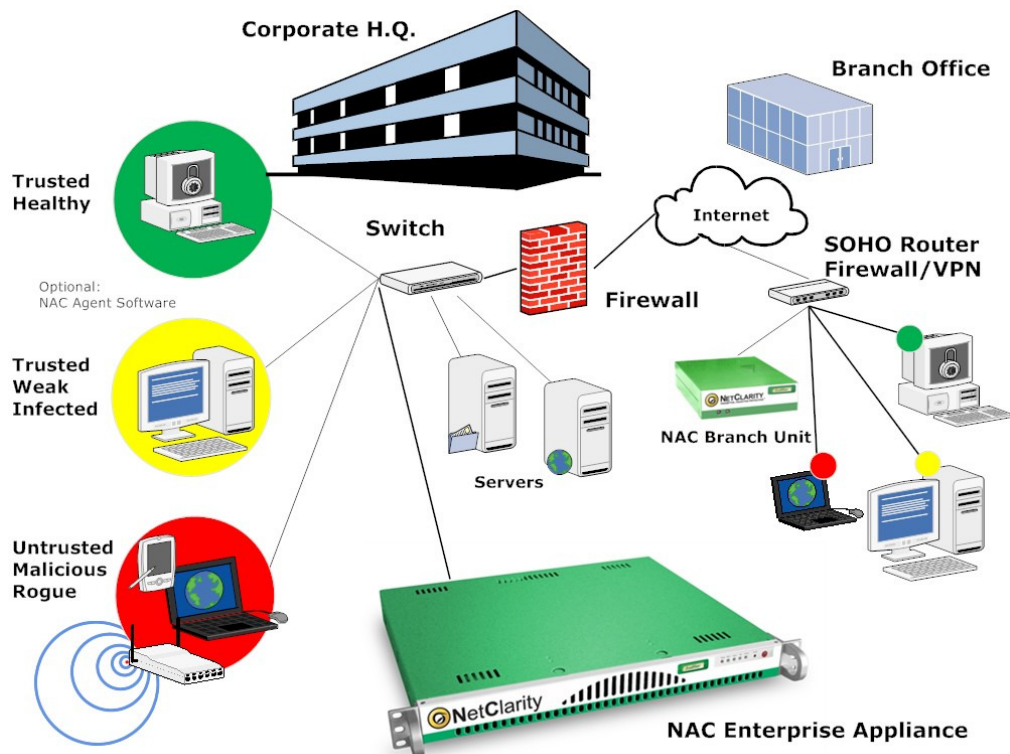 Corporate H.Q.
Branch Office
Trusted
Healthy
Internet
Switch
SOHO Router
Firewall/VPN
Optional:
NAC Agent Software
Firewall
Trusted
Weak
Infected
NETCLARITY
NAC Branch Unit
Servers
Untrusted
Malicious
Rogue
NetClarity
NAC Enterprise Appliance